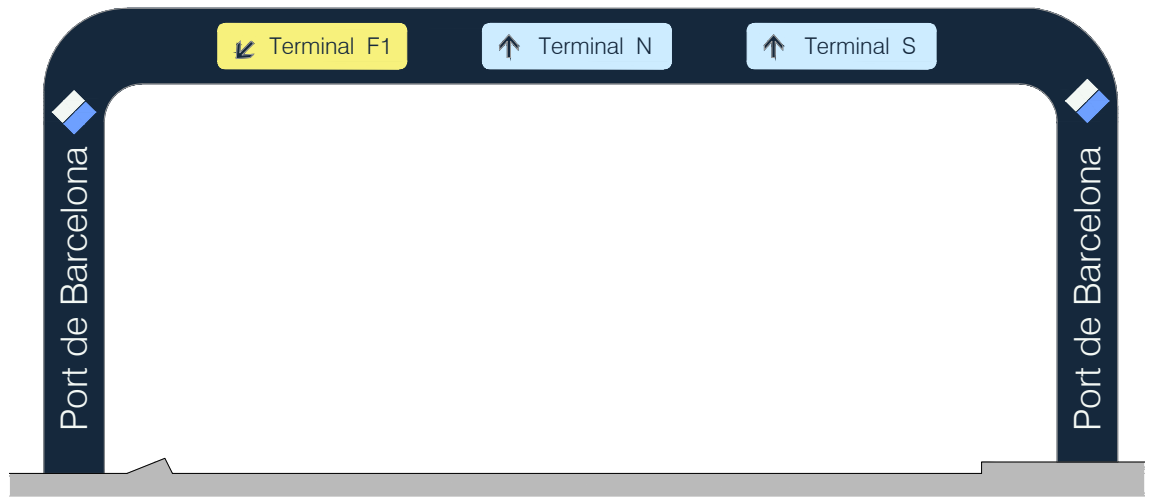 Terminal F1
Terminal N
Terminal S
Port de Barcelona
Port de Barcelona